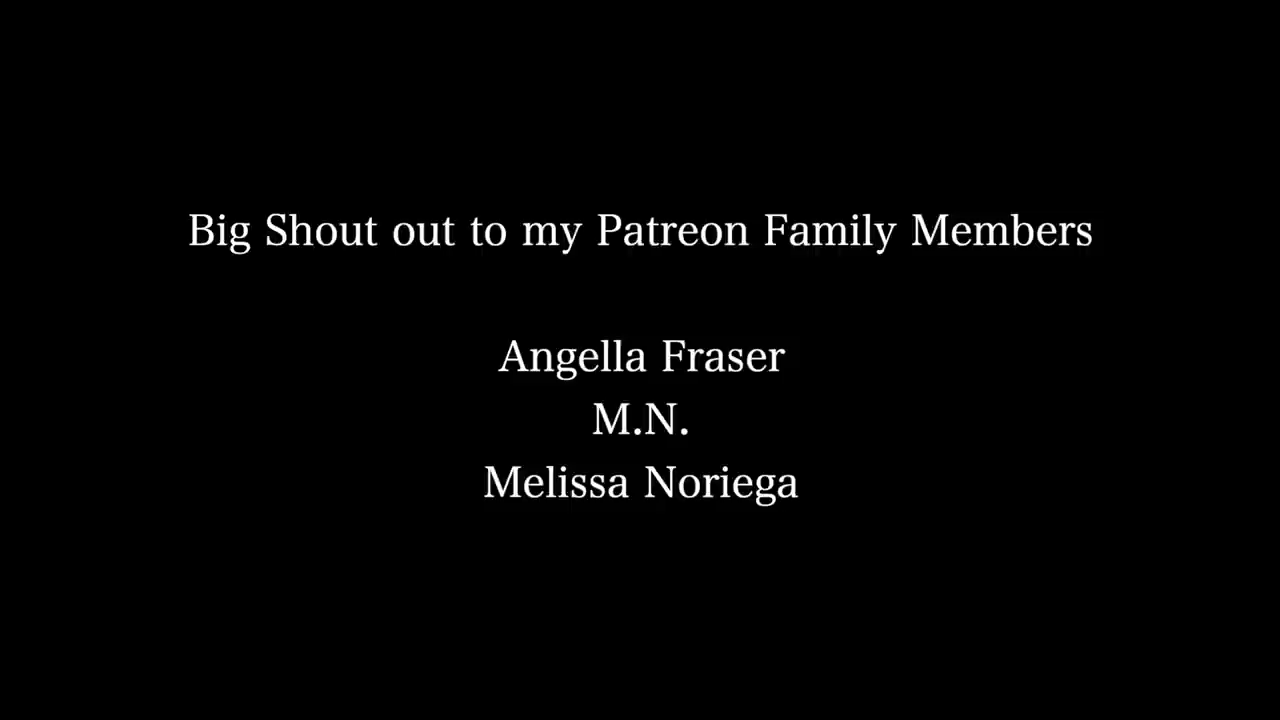 Big Shout out to my Patreon Family Members
Angella Fraser
M.N.
Melissa Noriega